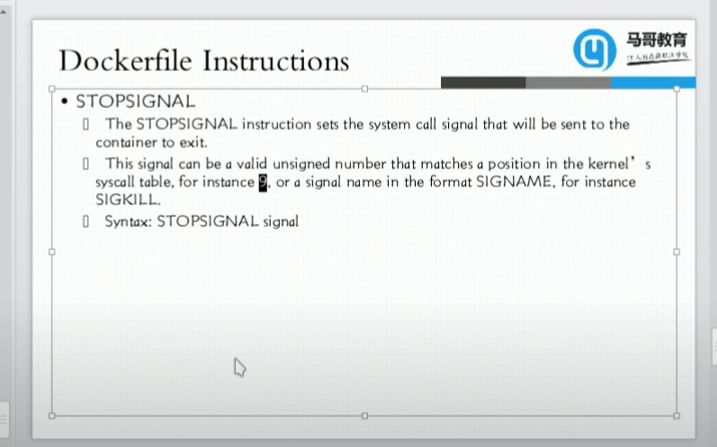 Dockerfile Instructions
马哥教育
• STOPSIGNAL
The STOPSIGNAL instruction sets the system call signal that will be sent to the
container to exit.
This signal can be a valid unsigned number that matches a position in the kernel’s
syscall table, for instance 9, or a signal name in the format SIGNAME, for instance
SIGKILL.
Syntax: STOPSIGNAL signal